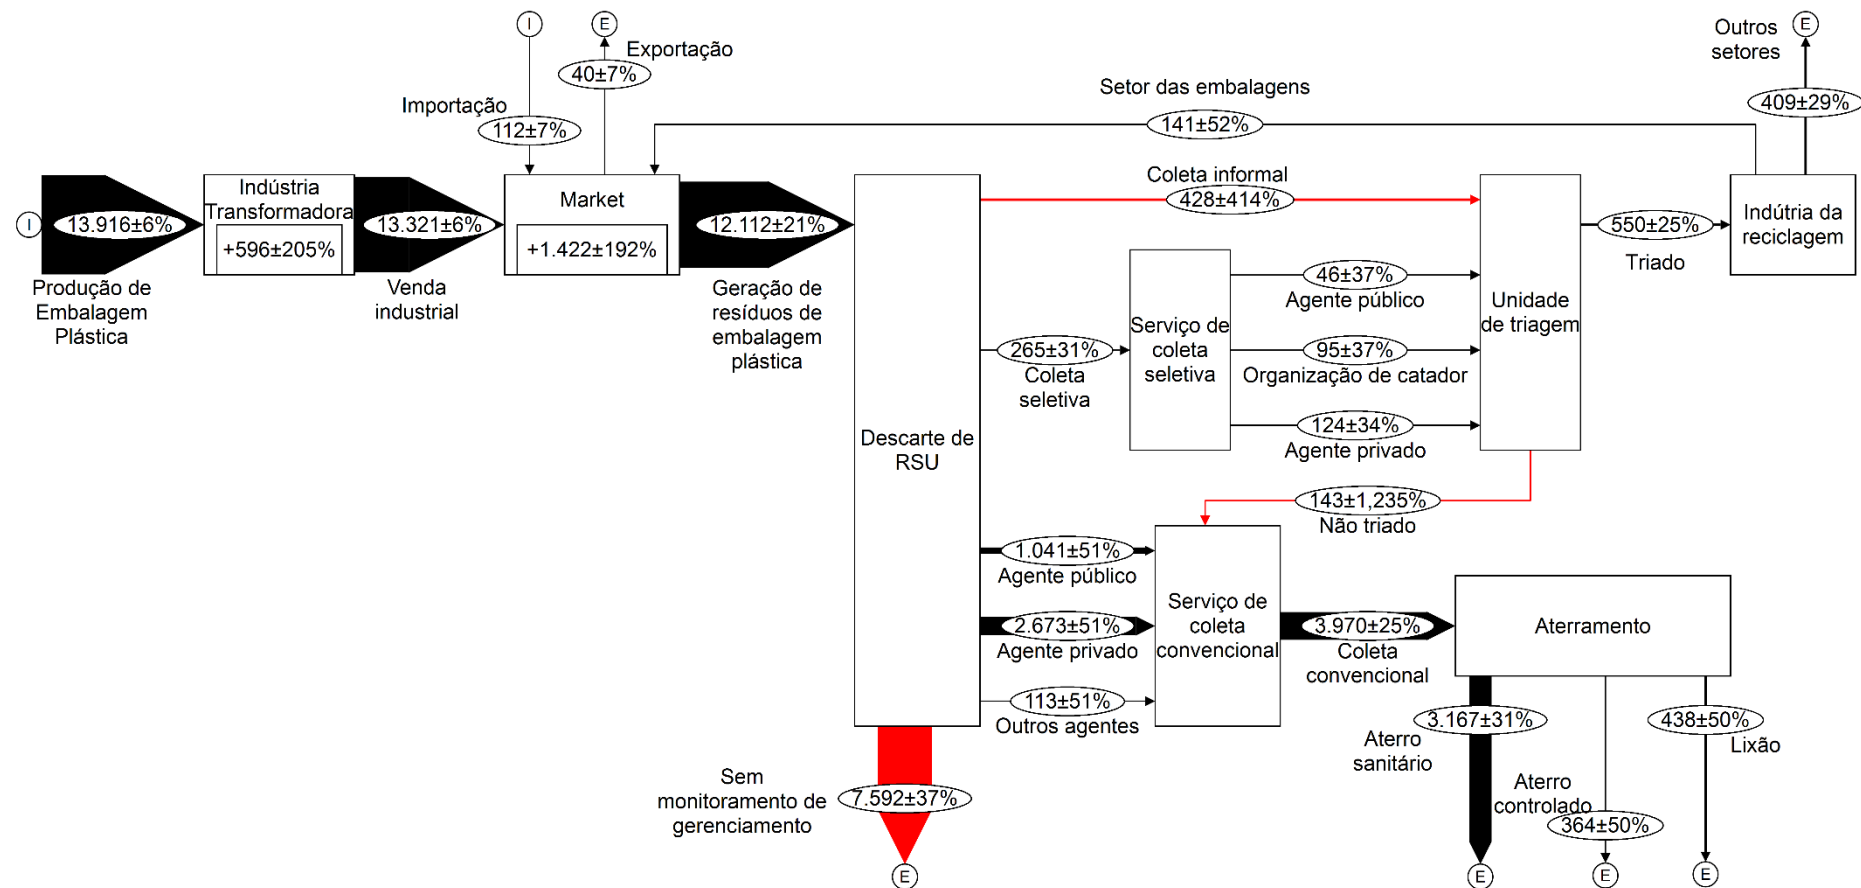 I
E
Exportação
40±7%
Importação
112±7%
Outros
setores
E
409±29%
Setor das embalagens
141±52%
I
13.916±6%
Produção de
Embalagem
Plástica
Indústria
Transformadora
+596±205%
13.321±6%
Venda
industrial
Market
+1.422±192%
12.112±21%
Geração de
resíduos de
embalagem
plástica
Descarte de
RSU
Coleta informal
428±414%
265±31%
Coleta
seletiva
Serviço de
coleta
seletiva
46±37%
Agente público
95±37%
Organização de catador
124±34%
Agente privado
Unidade
de triagem
550±25%
Triado
Indútria da
reciclagem
143±1,235%
Não triado
1.041±51%
Agente público
2.673±51%
Agente privado
113±51%
Outros agentes
Serviço de
coleta
convencional
3.970±25%
Coleta
convencional
Aterramento
3.167±31%
Aterro
sanitário
Aterro
controlado
364±50%
438±50%
Lixão
Sem
monitoramento de
gerenciamento
7.592±37%
E
E
E
E